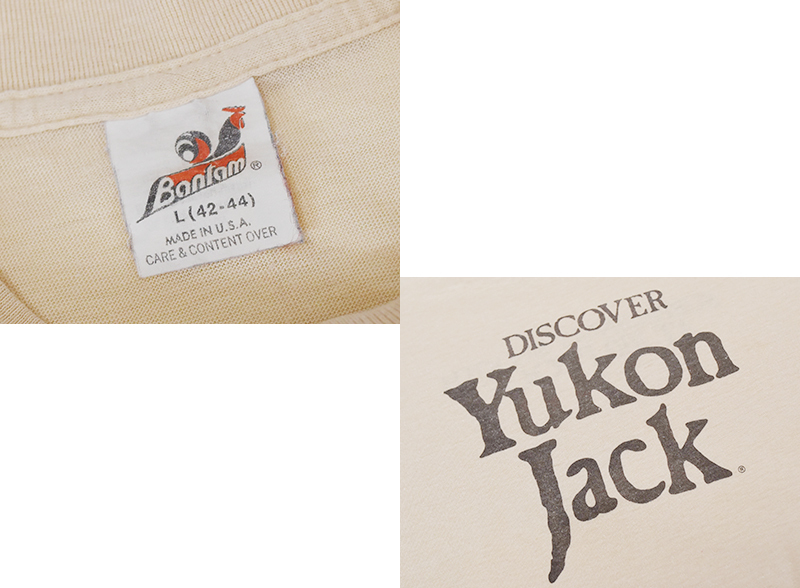 Bantam®
L (42-44)
MADE IN U.S.A.
CARE & CONTENT OVER
DISCOVER
Yukon
Jack®